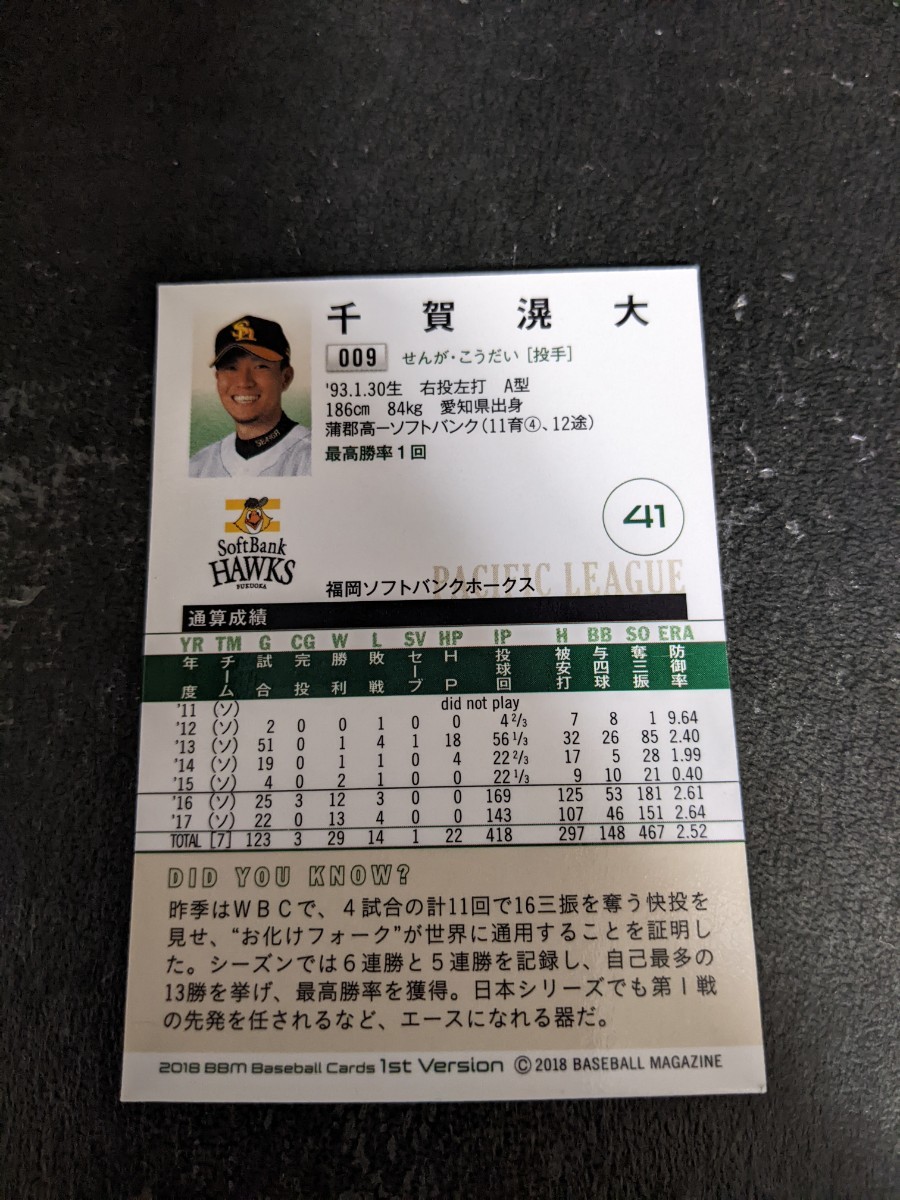 千賀滉大
009 せんが・こうだい［投手］
'93.1.30生 右投左打 A型
186cm 84kg 愛知県出身
蒲郡高ーソフトバンク（11育④、12途）
最高勝率1回
SH
SENGA
41
SoftBank
HAWKS
FUKUOKA
PACIFIC LEAGUE
福岡ソフトバンクホークス
通算成績
YR TM G CG W L SV HP IP H BB SO ERA
年度 チーム 試合 完投 勝利 敗戦 セーブ HP 投球回 被安打 与四球 奪三振 防御率
'11 (ソ) did not play
'12 (ソ) 2 0 0 1 0 0 4 2/3 7 8 1 9.64
'13 (ソ) 51 0 1 4 1 18 56 1/3 32 26 85 2.40
'14 (ソ) 19 0 1 1 0 4 22 2/3 17 5 28 1.99
'15 (ソ) 4 0 2 1 0 0 22 1/3 9 10 21 0.40
'16 (ソ) 25 3 12 3 0 0 169 125 53 181 2.61
'17 (ソ) 22 0 13 4 0 0 143 107 46 151 2.64
TOTAL [7] 123 3 29 14 1 22 418 297 148 467 2.52
DID YOU KNOW?
昨季はWBCで、4試合の計11回で16三振を奪う快投を
見せ、“お化けフォーク”が世界に通用することを証明し
た。シーズンでは6連勝と5連勝を記録し、自己最多の
13勝を挙げ、最高勝率を獲得。日本シリーズでも第1戦
の先発を任されるなど、エースになれる器だ。
2018 BBM Baseball Cards 1st Version © 2018 BASEBALL MAGAZINE